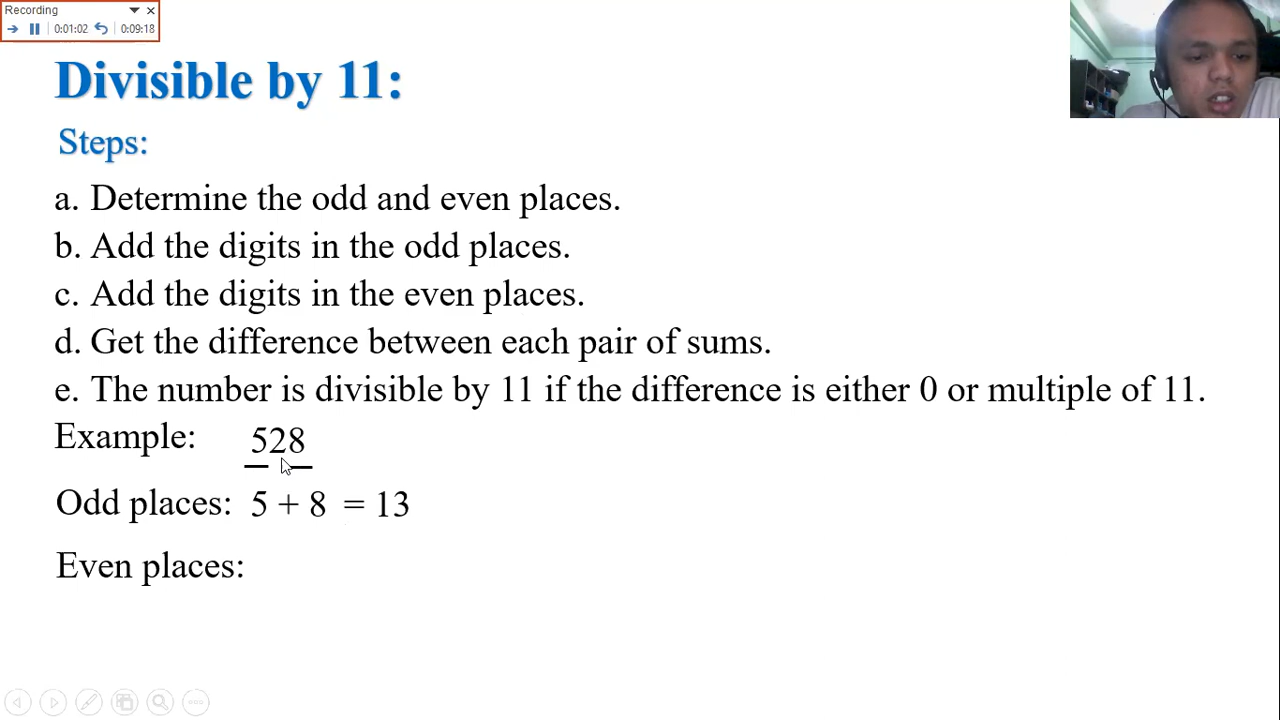 Recording
0:01:02 0:09:18
Divisible by 11:
Steps:
a. Determine the odd and even places.
b. Add the digits in the odd places.
c. Add the digits in the even places.
d. Get the difference between each pair of sums.
e. The number is divisible by 11 if the difference is either 0 or multiple of 11.
Example: 528
Odd places: 5 + 8 = 13
Even places: